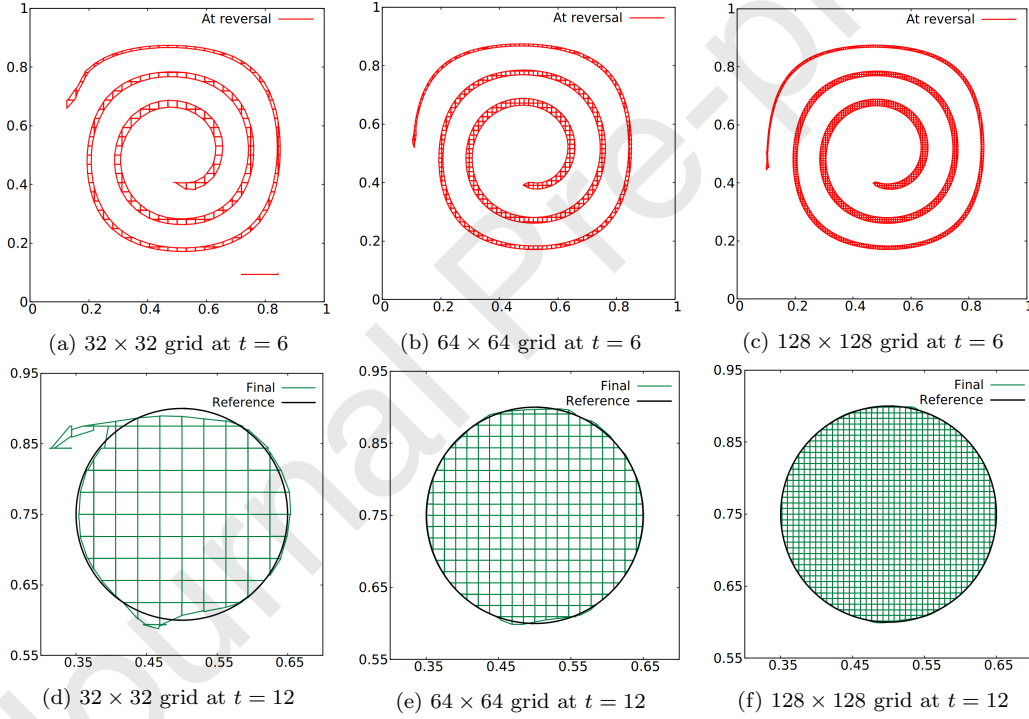 At reversal At reversal At reversal
1 1 1
0.8 0.8 0.8
0.6 0.6 0.6
0.4 0.4 0.4
0.2 0.2 0.2
0 0 0
0 0.2 0.4 0.6 0.8 1 0 0.2 0.4 0.6 0.8 1 0 0.2 0.4 0.6 0.8 1
(a) 32 × 32 grid at t = 6 (b) 64 × 64 grid at t = 6 (c) 128 × 128 grid at t = 6
0.95 0.95 0.95
Final Final Final
Reference Reference Reference
0.85 0.85 0.85
0.75 0.75 0.75
0.65 0.65 0.65
0.55 0.55 0.55
0.35 0.45 0.55 0.65 0.35 0.45 0.55 0.65 0.35 0.45 0.55 0.65
(d) 32 × 32 grid at t = 12 (e) 64 × 64 grid at t = 12 (f) 128 × 128 grid at t = 12
Journal Pre-p